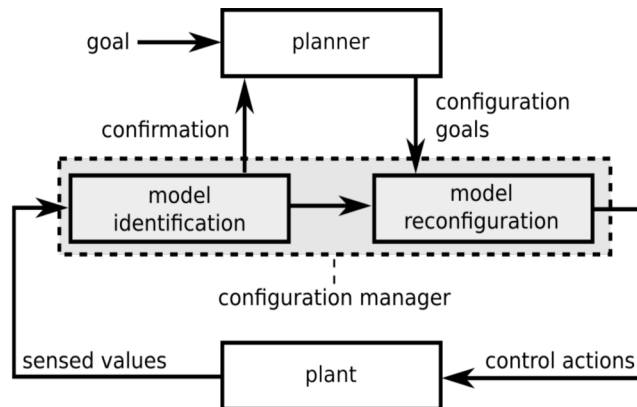 goal
planner
confirmation
configuration
goals
model
identification
model
reconfiguration
configuration manager
sensed values
plant
control actions